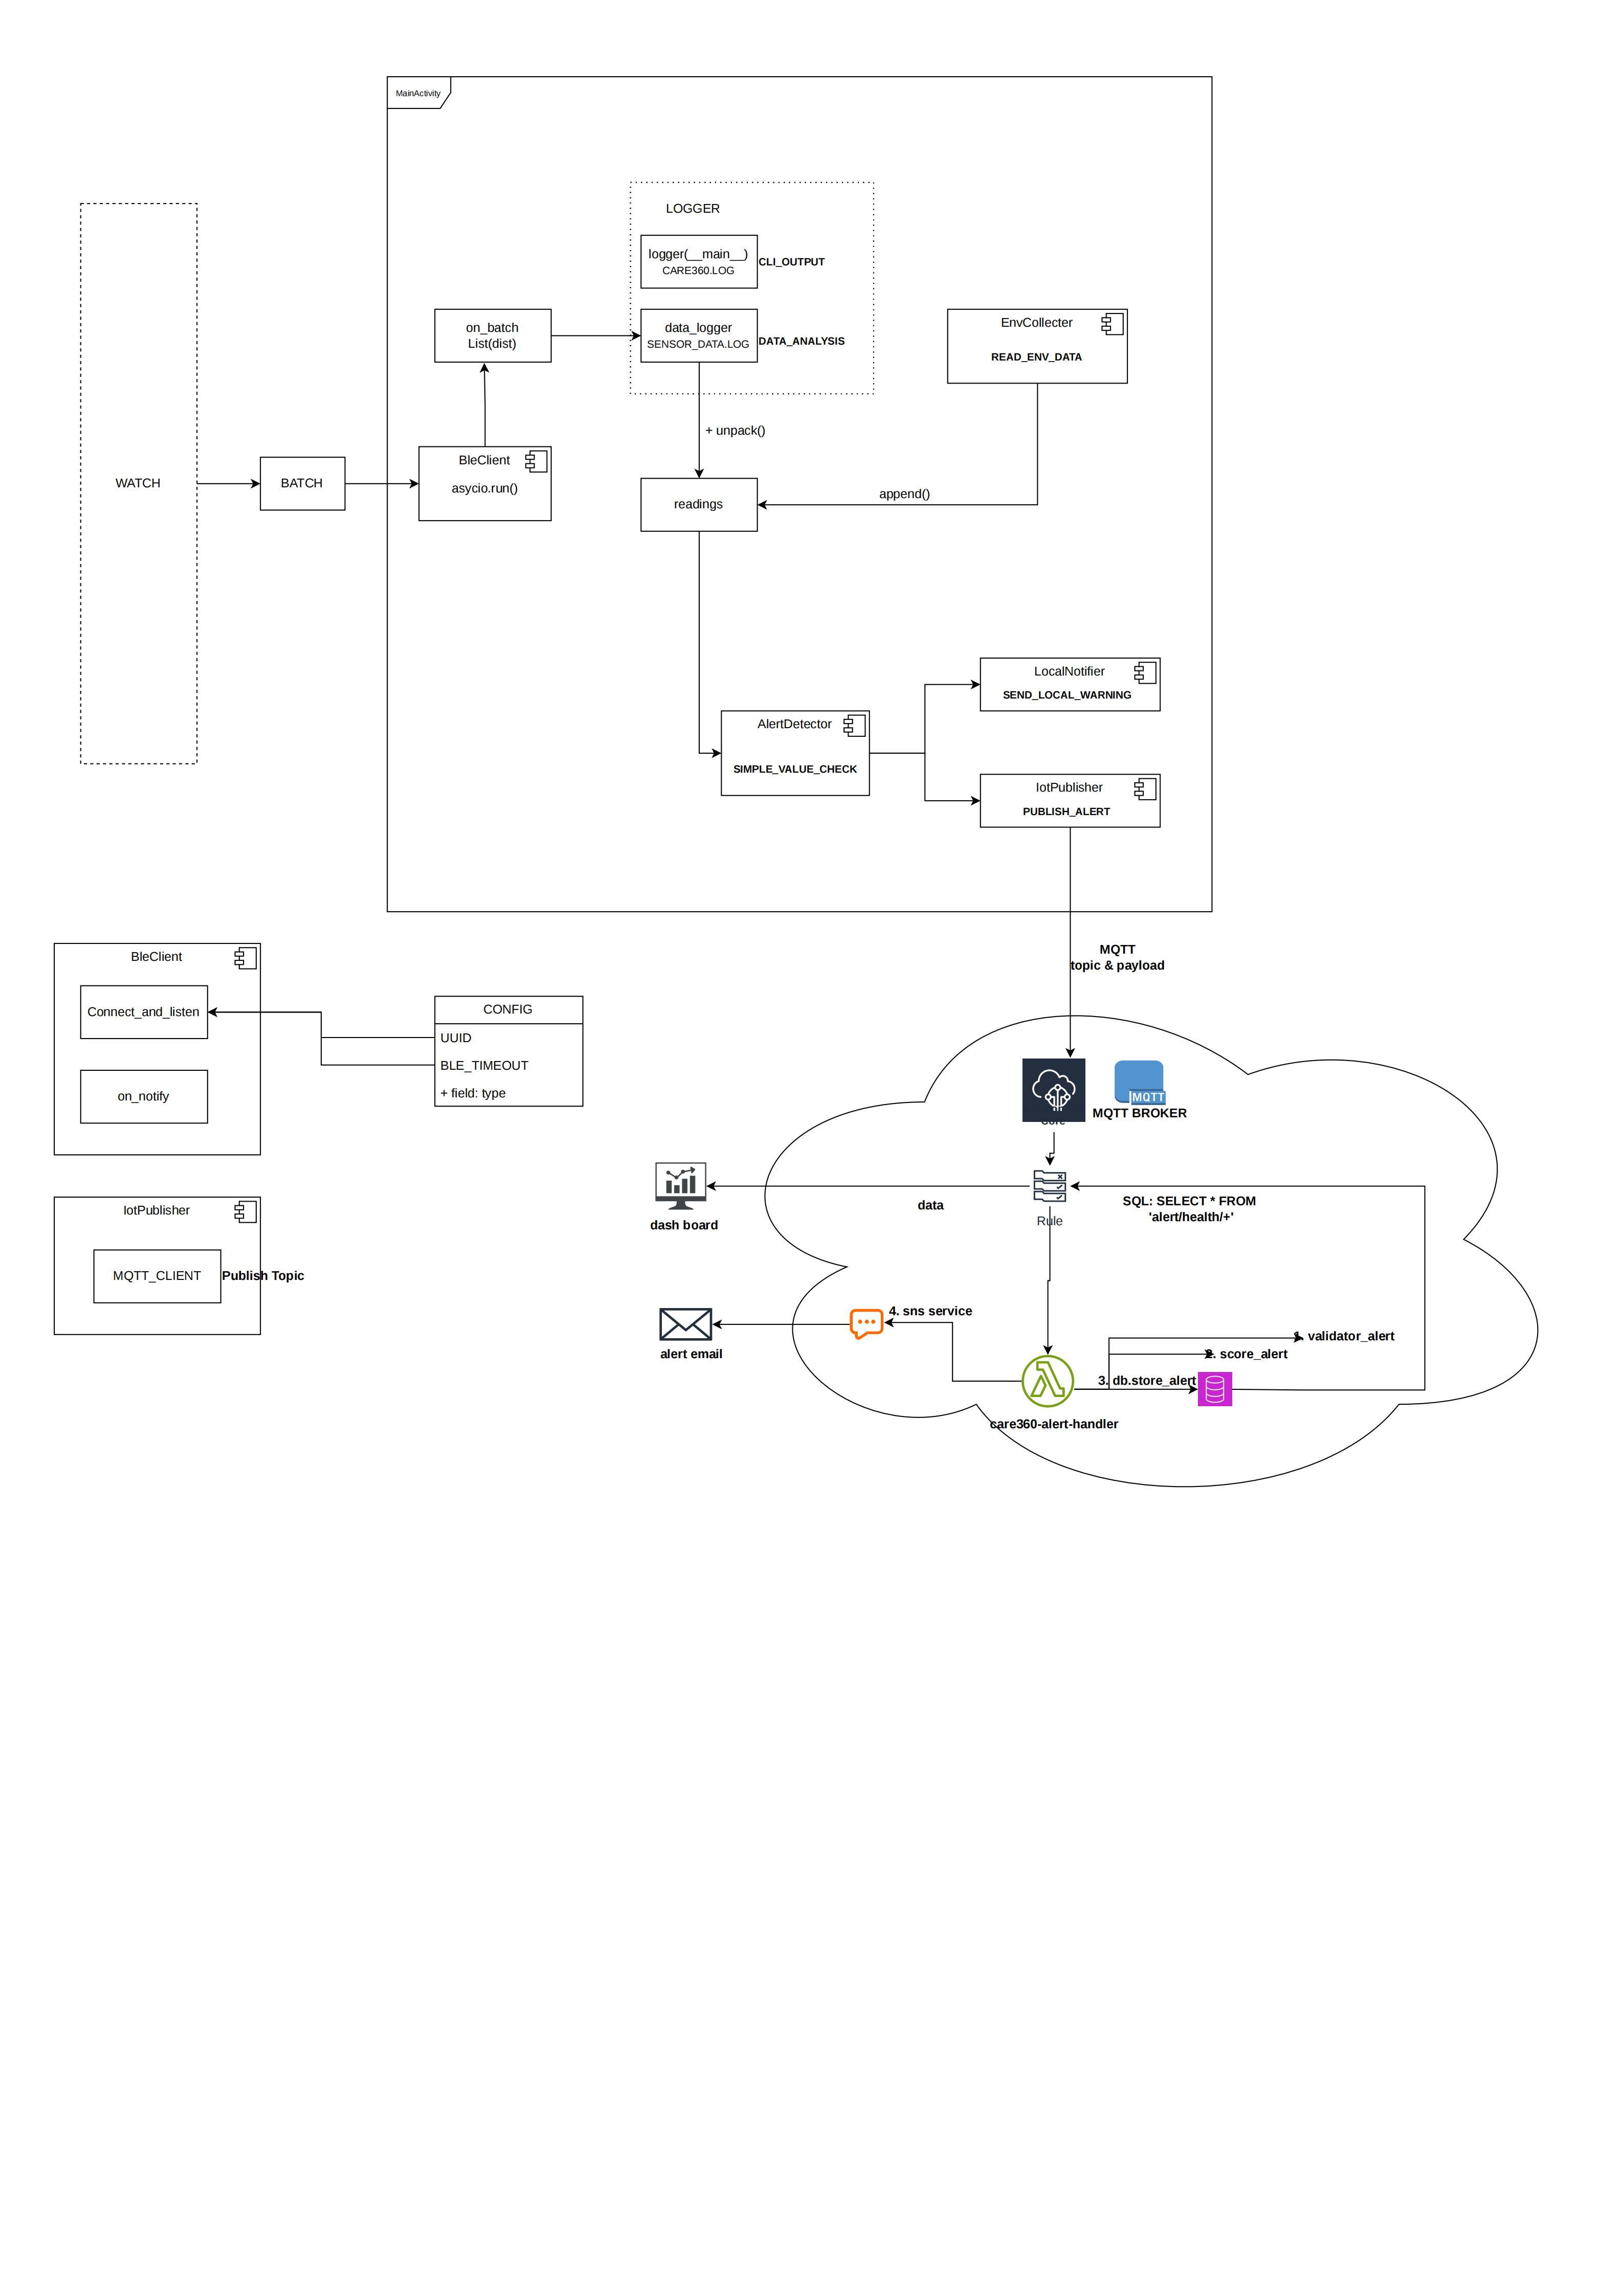 MainActivity
LOGGER
logger(__main__)
CARE360.LOG
CLI_OUTPUT
on_batch
List(dist)
data_logger
SENSOR_DATA.LOG
DATA_ANALYSIS
EnvCollecter
READ_ENV_DATA
+ unpack()
WATCH
BATCH
BleClient
asycio.run()
readings
append()
LocalNotifier
SEND_LOCAL_WARNING
AlertDetector
SIMPLE_VALUE_CHECK
IotPublisher
PUBLISH_ALERT
MQTT
topic & payload
BleClient
Connect_and_listen
on_notify
CONFIG
UUID
BLE_TIMEOUT
+ field: type
IotPublisher
MQTT_CLIENT
Publish Topic
MQTT
MQTT BROKER
Core
Rule
SQL: SELECT * FROM
'alert/health/+'
data
dash board
4. sns service
alert email
1. validator_alert
2. score_alert
3. db.store_alert
care360-alert-handler